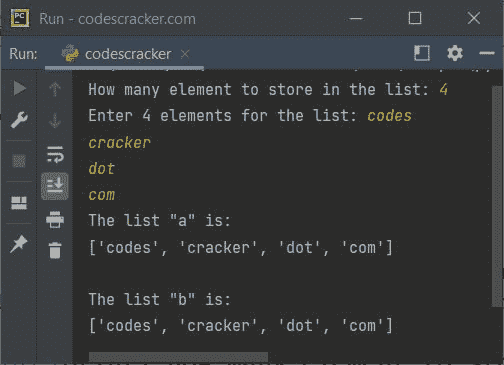 PC
Run - codescracker.com
Run: codescracker
How many element to store in the list: 4
Enter 4 elements for the list: codes
cracker
dot
com
The list "a" is:
['codes', 'cracker', 'dot', 'com']
The list "b" is:
['codes', 'cracker', 'dot', 'com']